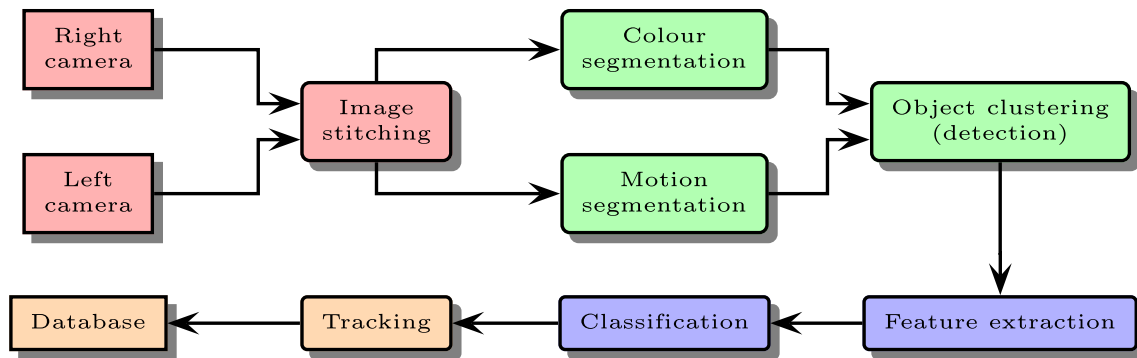 Right
camera
Colour
segmentation
Image
stitching
Object clustering
(detection)
Left
camera
Motion
segmentation
Database
Tracking
Classification
Feature extraction